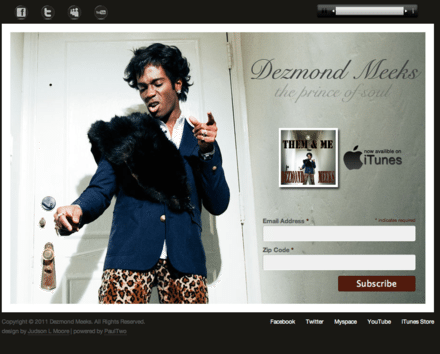 Dezmond Meeks
the prince of soul
THEM & ME
DEZMOND MEEKS
now availible on
iTunes
Email Address *
* indicates required
Zip Code *
Subscribe
Copyright © 2011 Dezmond Meeks. All Rights Reserved.
design by Judson L Moore | powered by PaulTwo
Facebook Twitter Myspace YouTube iTunes Store